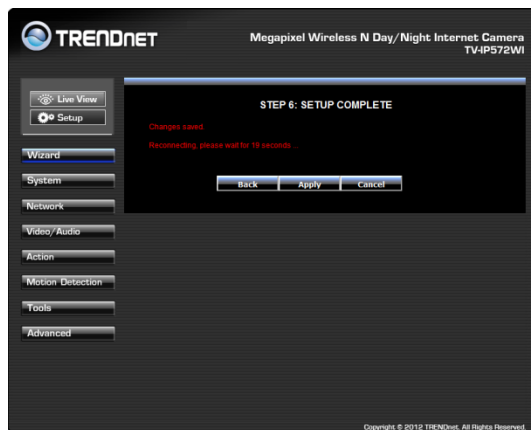 TRENDNET
Megapixel Wireless N Day/Night Internet Camera
TV-IP572WI
Live View
Setup
STEP 6: SETUP COMPLETE
Changes saved.
Reconnecting, please wait for 18 seconds ...
Back Apply Cancel
Wizard
System
Network
Video/Audio
Action
Motion Detection
Tools
Advanced
Copyright © 2012 TRENDnet. All Rights Reserved.